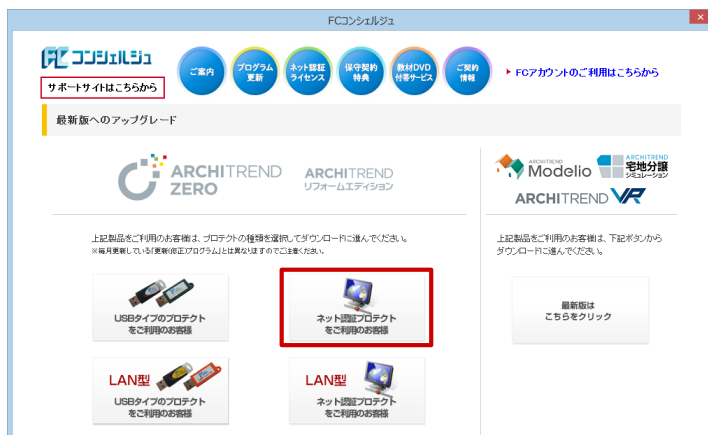 FCコンシェルジュ
FCコンシェルジュ
サポートサイトはこちらから
ご案内
プログラム
更新
ネット認証
ライセンス
保守契約
特典
教材DVD
付帯サービス
ご契約
情報
FCアカウントのご利用はこちらから
最新版へのアップグレード
ARCHITREND
ZERO
ARCHITREND
リフォームエディション
ARCHITREND
Modelio
ARCHITREND
宅地分譲
シミュレーション
ARCHITREND VR
上記製品をご利用のお客様は、プロテクトの種類を選択してダウンロードに進んでください。
※毎月更新している「更新(修正)プログラム」とは異なりますのでご注意ください。
上記製品をご利用のお客様は、下記ボタンから
ダウンロードに進んでください。
USBタイプのプロテクト
をご利用のお客様
ネット認証プロテクト
をご利用のお客様
最新版は
こちらをクリック
LAN型
USBタイプのプロテクト
をご利用のお客様
LAN型
ネット認証プロテクト
をご利用のお客様